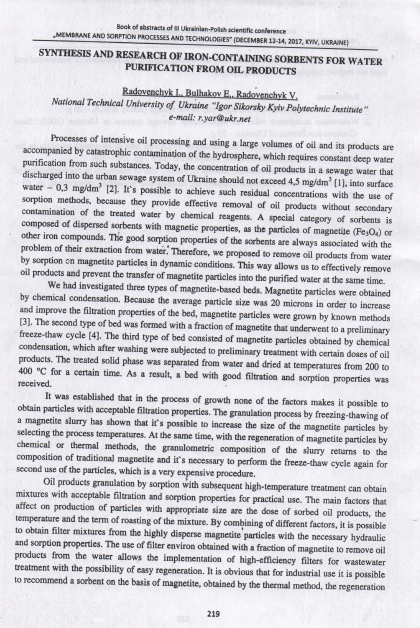 Book of abstracts of III Ukrainian-Polish scientific conference
„MEMBRANE AND SORPTION PROCESSES AND TECHNOLOGIES" (DECEMBER 12-14, 2017, KYIV, UKRAINE)
SYNTHESIS AND RESEARCH OF IRON-CONTAINING SORBENTS FOR WATER
PURIFICATION FROM OIL PRODUCTS
Radovenchyk I., Bulhakov E., Radovenchyk V.
National Technical University of Ukraine "Igor Sikorsky Kyiv Polytechnic Institute"
e-mail: r.yar@ukr.net
Processes of intensive oil processing and using a large volumes of oil and its products are
accompanied by catastrophic contamination of the hydrosphere, which requires constant deep water
purification from such substances. Today, the concentration of oil products in a sewage water that
discharged into the urban sewage system of Ukraine should not exceed 4,5 mg/dm³ [1], into surface
water – 0,3 mg/dm³ [2]. It's possible to achieve such residual concentrations with the use of
sorption methods, because they provide effective removal of oil products without secondary
contamination of the treated water by chemical reagents. A special category of sorbents is
composed of dispersed sorbents with magnetic properties, as the particles of magnetite (Fe₃O₄) or
other iron compounds. The good sorption properties of the sorbents are always associated with the
problem of their extraction from water. Therefore, we proposed to remove oil products from water
by sorption on magnetite particles in dynamic conditions. This way allows us to effectively remove
oil products and prevent the transfer of magnetite particles into the purified water at the same time.
We had investigated three types of magnetite-based beds. Magnetite particles were obtained
by chemical condensation. Because the average particle size was 20 microns in order to increase
and improve the filtration properties of the bed, magnetite particles were grown by known methods
[3]. The second type of bed was formed with a fraction of magnetite that underwent to a preliminary
freeze-thaw cycle [4]. The third type of bed consisted of magnetite particles obtained by chemical
condensation, which after washing were subjected to preliminary treatment with certain doses of oil
products. The treated solid phase was separated from water and dried at temperatures from 200 to
400 °C for a certain time. As a result, a bed with good filtration and sorption properties was
received.
It was established that in the process of growth none of the factors makes it possible to
obtain particles with acceptable filtration properties. The granulation process by freezing-thawing of
a magnetite slurry has shown that it's possible to increase the size of the magnetite particles by
selecting the process temperatures. At the same time, with the regeneration of magnetite particles by
chemical or thermal methods, the granulometric composition of the slurry returns to the
composition of traditional magnetite and it's necessary to perform the freeze-thaw cycle again for
second use of the particles, which is a very expensive procedure.
Oil products granulation by sorption with subsequent high-temperature treatment can obtain
mixtures with acceptable filtration and sorption properties for practical use. The main factors that
affect on production of particles with appropriate size are the dose of sorbed oil products, the
temperature and the term of roasting of the mixture. By combining of different factors, it is possible
to obtain filter mixtures from the highly disperse magnetite particles with the necessary hydraulic
and sorption properties. The use of filter environ obtained with a fraction of magnetite to remove oil
products from the water allows the implementation of high-efficiency filters for wastewater
treatment with the possibility of easy regeneration. It is obvious that for industrial use it is possible
to recommend a sorbent on the basis of magnetite, obtained by the thermal method, the regeneration
219